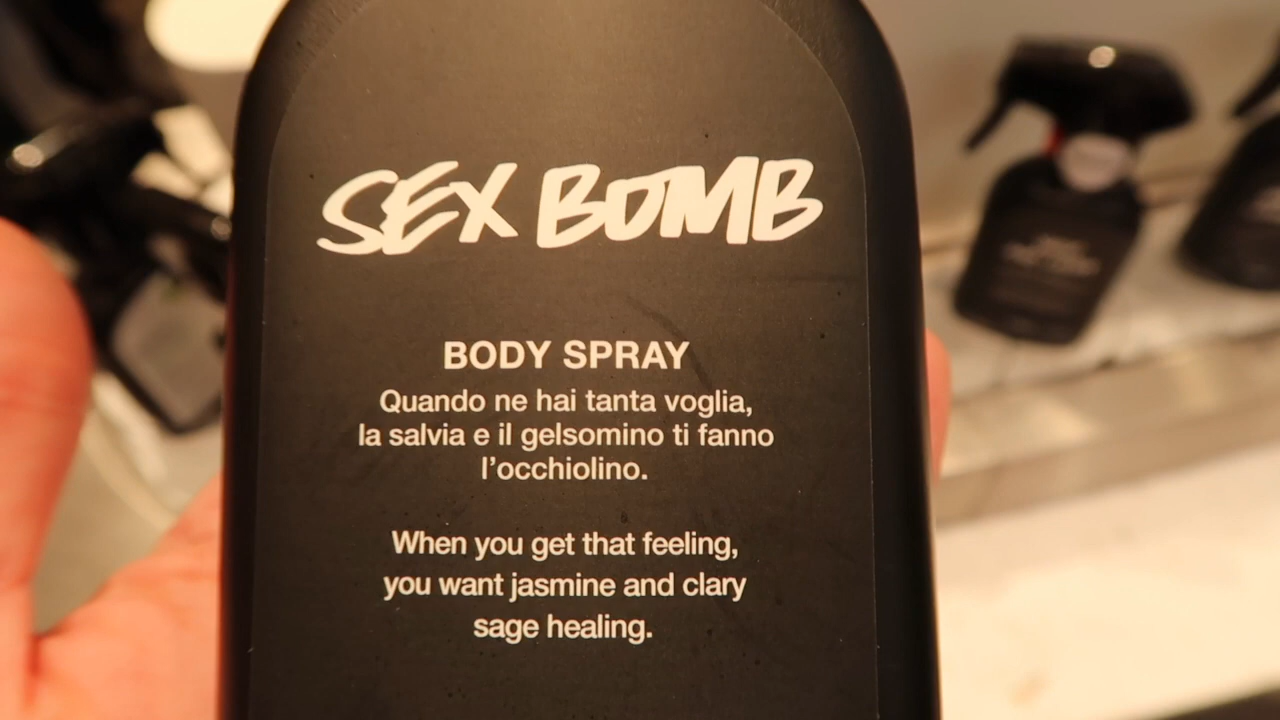 SEX BOMB
BODY SPRAY
Quando ne hai tanta voglia,
la salvia e il gelsomino ti fanno
l’occhiolino.
When you get that feeling,
you want jasmine and clary
sage healing.